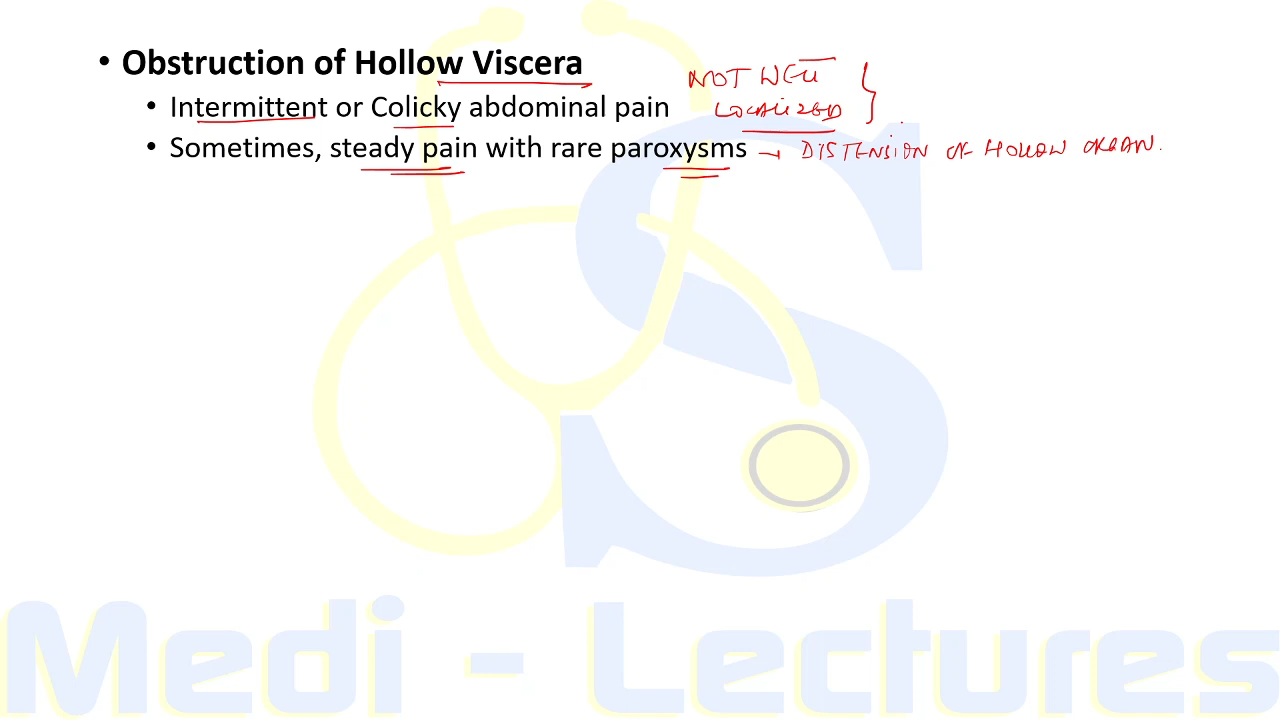 • Obstruction of Hollow Viscera
• Intermittent or Colicky abdominal pain
NOT WELL
LOCALIZED
• Sometimes, steady pain with rare paroxysms → DISTENSION OF HOLLOW ORGAN.
Medi - Lectures